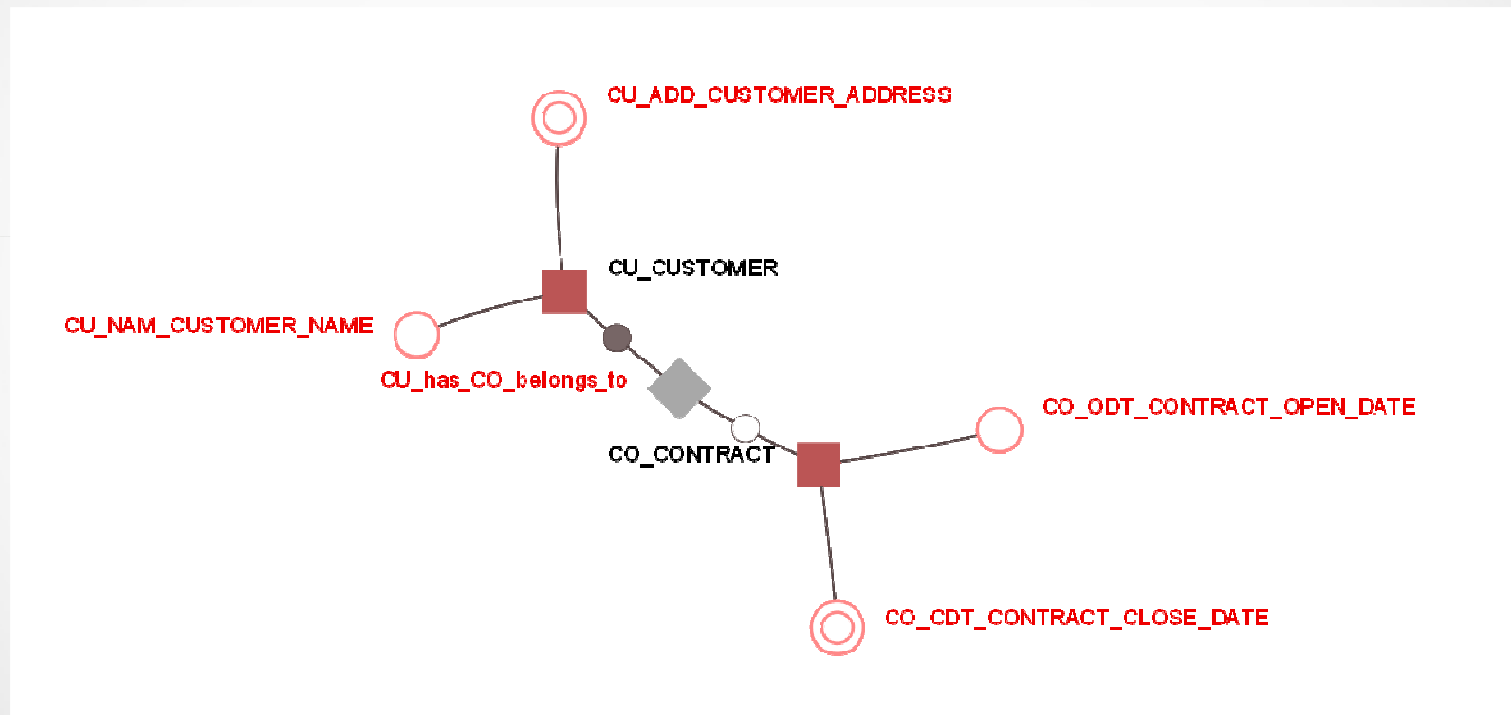 CU_ADD_CUSTOMER_ADDRESS
CU_CUSTOMER
CU_NAM_CUSTOMER_NAME
CU_has_CO_belongs_to
CO_ODT_CONTRACT_OPEN_DATE
CO_CONTRACT
CO_CDT_CONTRACT_CLOSE_DATE